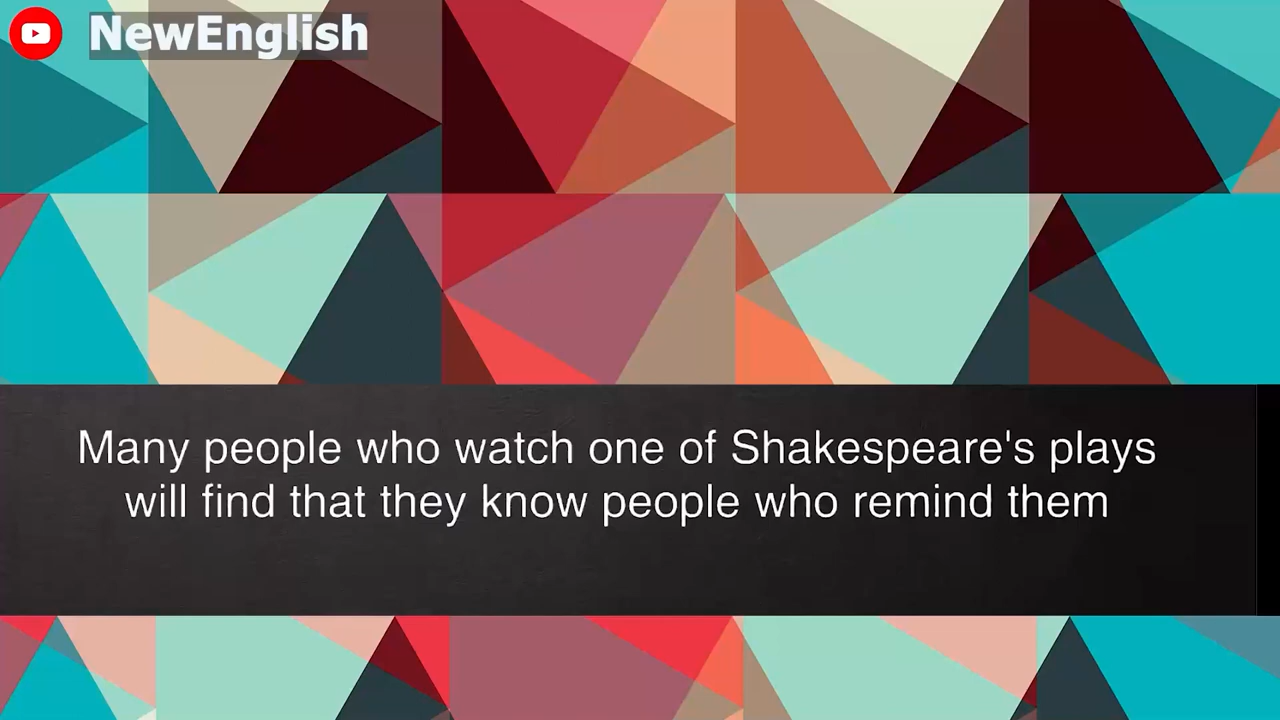 NewEnglish
Many people who watch one of Shakespeare's plays
will find that they know people who remind them